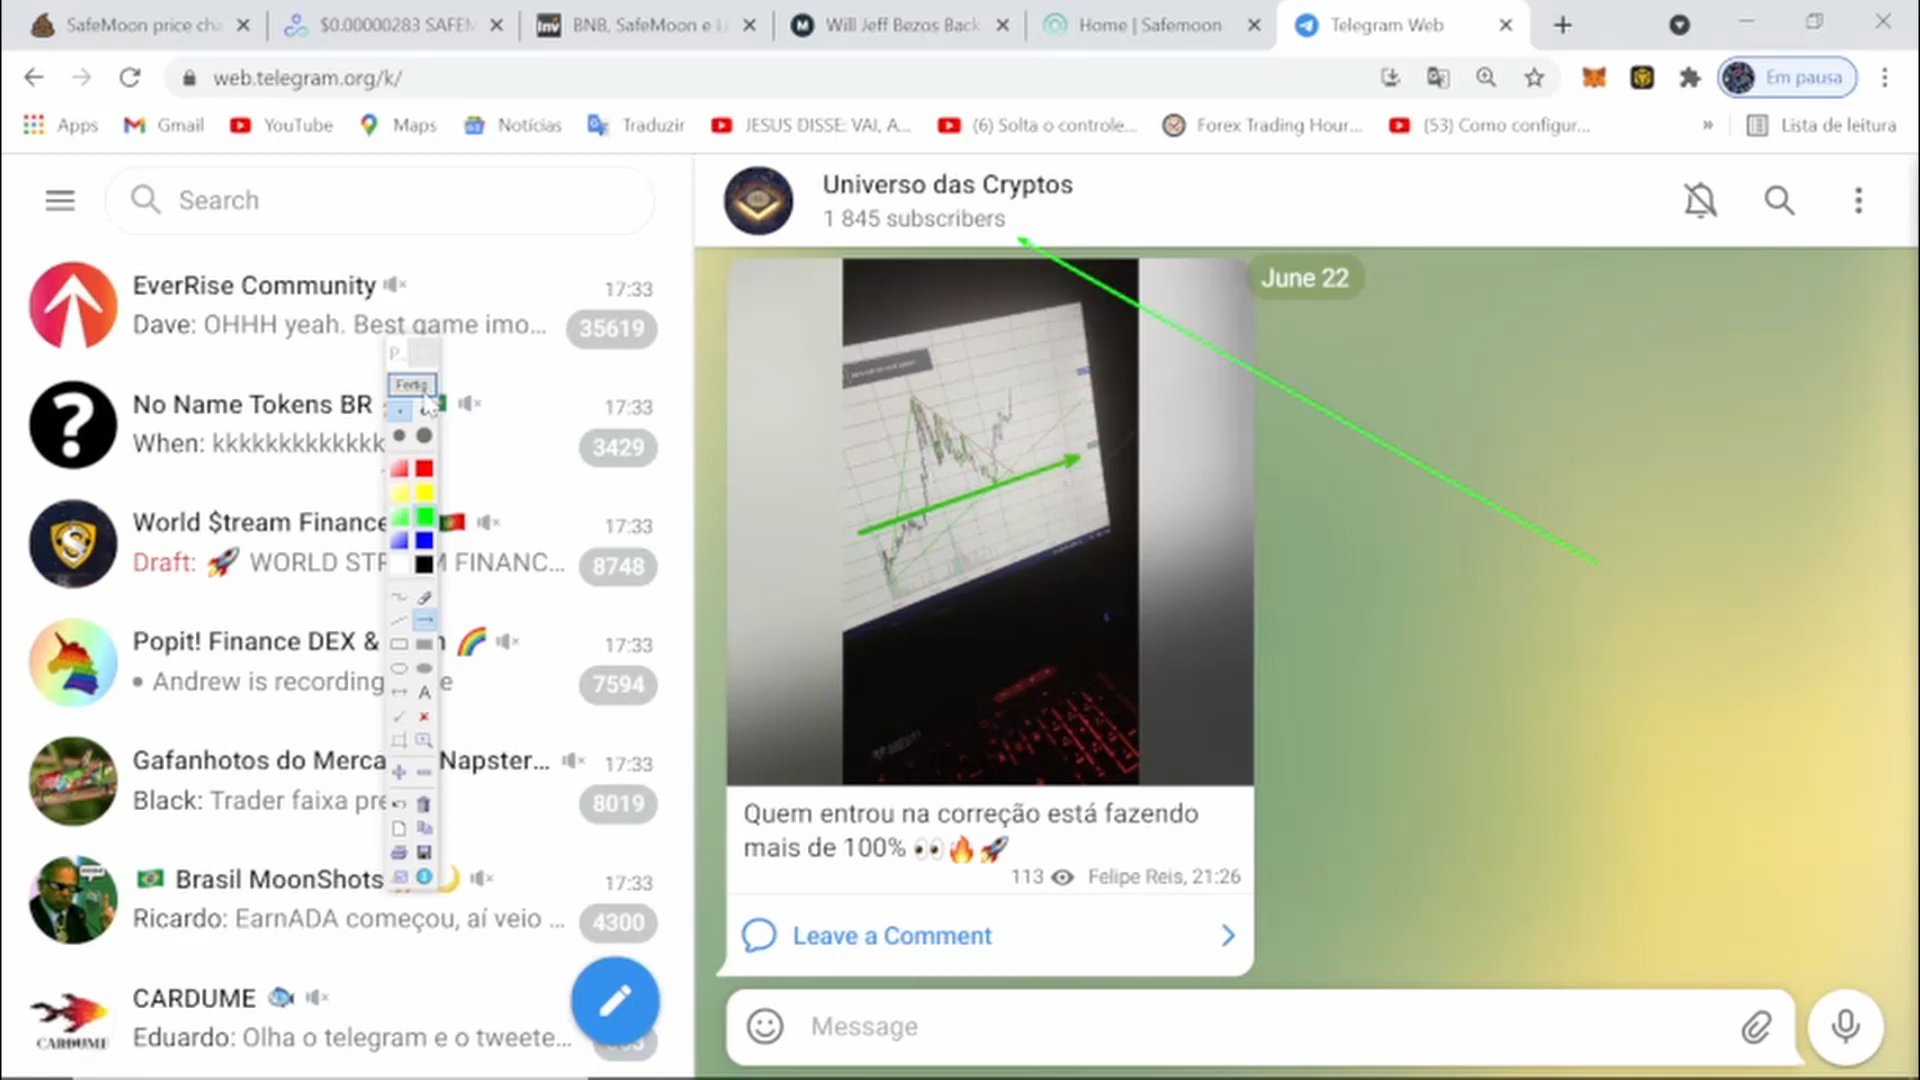 SafeMoon price cha
$0.00000283 SAFEM
BNB, SafeMoon e L
Will Jeff Bezos Back
Home | Safemoon
Telegram Web
web.telegram.org/k/
Em pausa
Apps
Gmail
YouTube
Maps
Notícias
Traduzir
JESUS DISSE: VAI, A...
(6) Solta o controle...
Forex Trading Hour...
(53) Como configur...
»
Lista de leitura
Search
Universo das Cryptos
1 845 subscribers
EverRise Community
17:33
Dave: OHHH yeah. Best game imo...
35619
P..
Fertig
No Name Tokens BR
17:33
When: kkkkkkkkkkkkk
3429
World $tream Finance
17:33
Draft: 🚀 WORLD STR M FINANC...
8748
Popit! Finance DEX &
17:33
• Andrew is recording e
7594
Gafanhotos do Merca Napster...
17:33
Black: Trader faixa pre
8019
Brasil MoonShots
17:33
Ricardo: EarnADA começou, aí veio ...
4300
CARDUME
17:33
Eduardo: Olha o telegram e o tweete...
CARDUME
A
June 22
Quem entrou na correção está fazendo
mais de 100% 👀🔥🚀
113 Felipe Reis, 21:26
Leave a Comment
Message